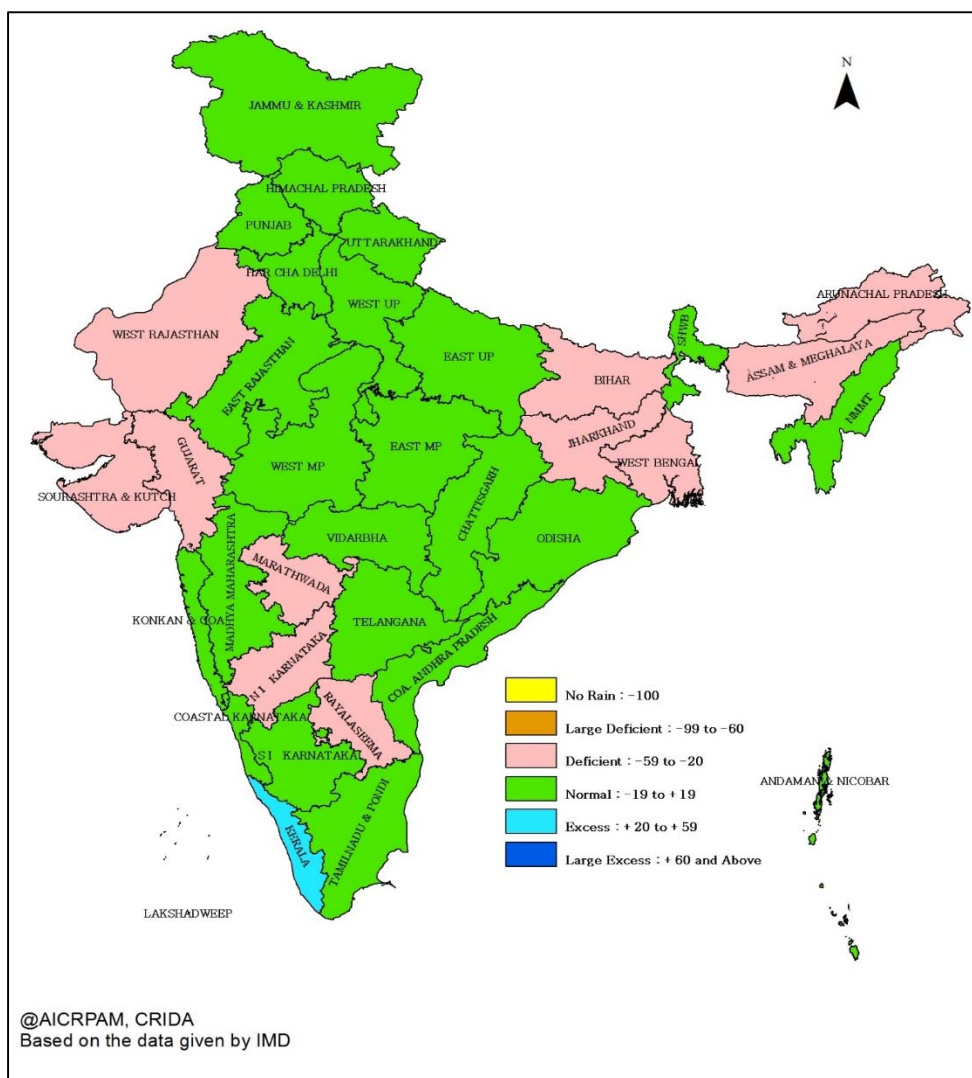 N
JAMMU & KASHMIR
HIMACHAL PRADESH
PUNJAB
UTTARAKHAND
HAR CHA DELHI
ARUNACHAL PRADESH
WEST UP
SHWB
WEST RAJASTHAN
EAST RAJASTHAN
EAST UP
ASSAM & MEGHALAYA
BIHAR
NMMT
JHARKHAND
EAST MP
WEST BENGAL
GUJARAT
WEST MP
SOURASHTRA & KUTCH
CHATTISGARH
VIDARBHA
ODISHA
MADHYA MAHARASHTRA
MARATHWADA
KONKAN & GOA
TELANGANA
N I KARNATAKA
COA. ANDHRA PRADESH
COASTAL KARNATAKA
RAYALASEEMA
S I KARNATAKA
No Rain : -100
Large Deficient : -99 to -60
Deficient : -59 to -20
Normal : -19 to +19
Excess : +20 to +59
Large Excess : +60 and Above
ANDAMAN & NICOBAR
KERALA
TAMILNADU & PONDI
LAKSHADWEEP
@AICRPAM, CRIDA
Based on the data given by IMD